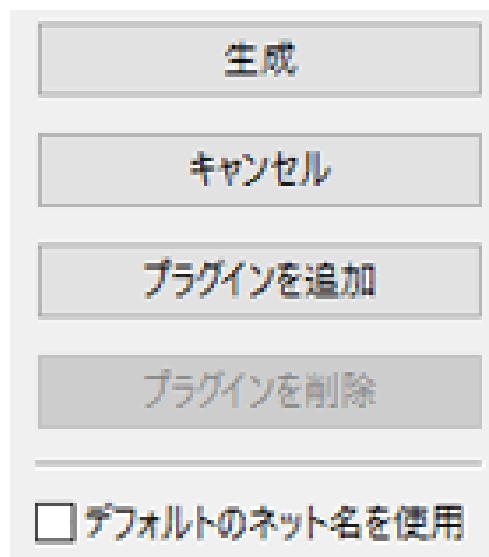 生成
キャンセル
プラグインを追加
プラグインを削除
デフォルトのネット名を使用